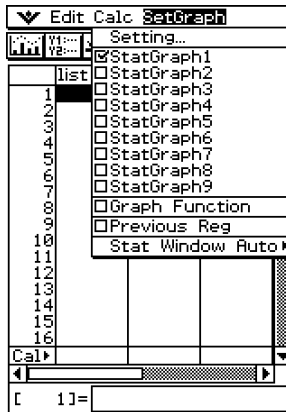 Edit Calc SetGraph
Setting...
Y1:
Y2:
StatGraph1
StatGraph2
StatGraph3
StatGraph4
StatGraph5
StatGraph6
StatGraph7
StatGraph8
StatGraph9
Graph Function
Previous Reg
Stat Window Auto
list
1
2
3
4
5
6
7
8
9
10
11
12
13
14
15
16
Cal
[ 1]=